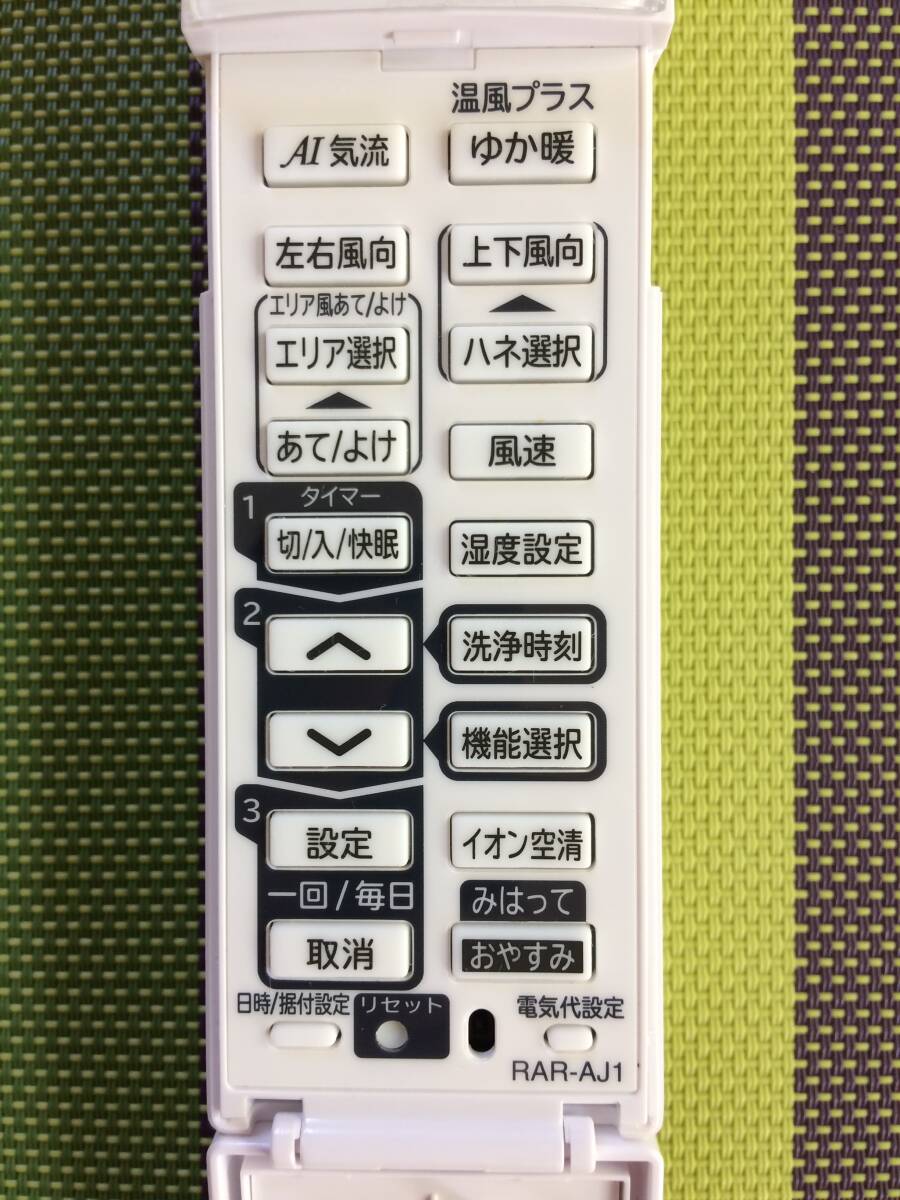 温風プラス
AI 気流
ゆか暖
左右風向
上下風向
エリア風あて/よけ
エリア選択
ハネ選択
あて/よけ
風速
1 タイマー
切/入/快眠
湿度設定
2
洗浄時刻
機能選択
3
設定
イオン空清
一回/毎日
みはって
取消
おやすみ
日時/据付設定
リセット
電気代設定
RAR-AJ1